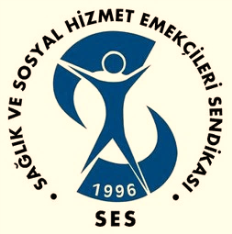 • SAĞLIK VE SOSYAL HİZMET EMEKÇİLERİ SENDİKASI •
1996
SES